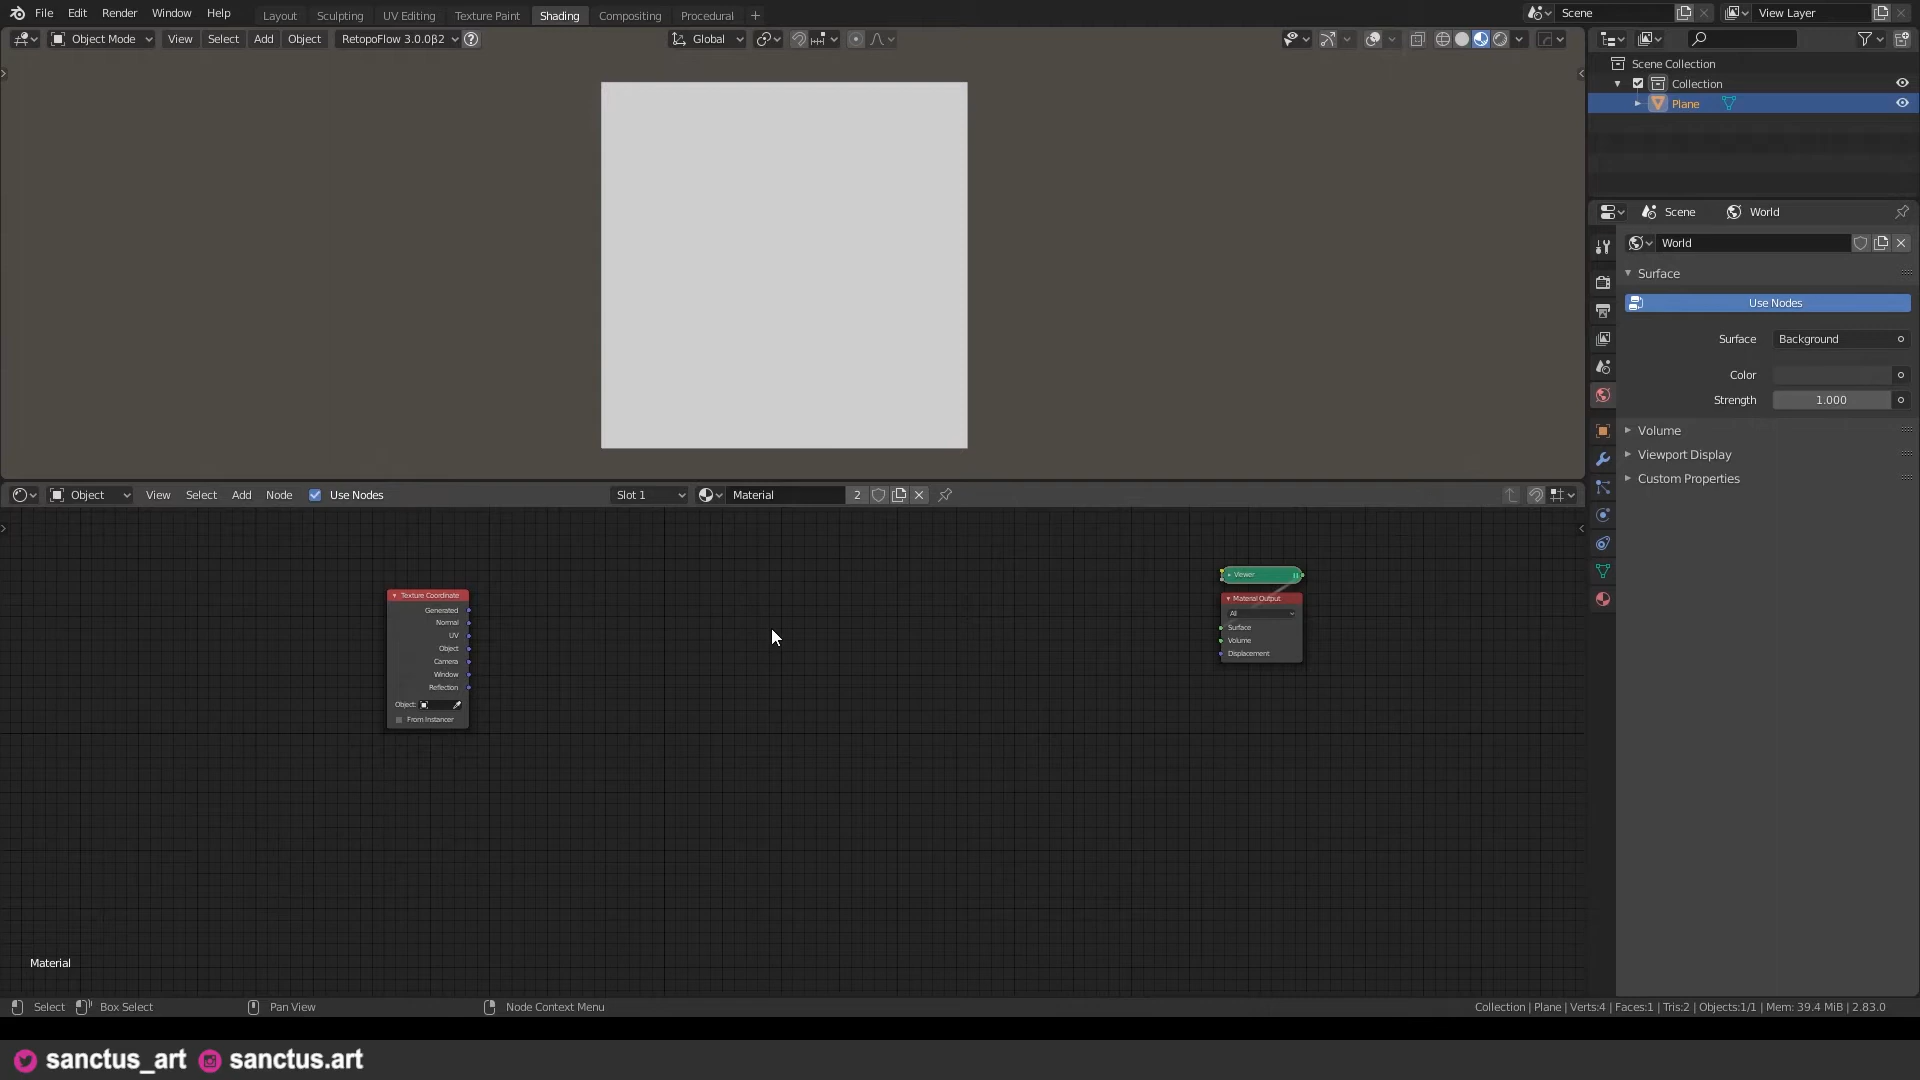 File Edit Render Window Help Layout Sculpting UV Editing Texture Paint Shading Compositing Procedural + Scene View Layer
Object Mode View Select Add Object RetopoFlow 3.0.0β2 ? Global
Scene Collection
Collection
Plane
Scene World
World
Surface
Use Nodes
Surface Background
Color
Strength 1.000
Volume
Viewport Display
Custom Properties
Object View Select Add Node Use Nodes Slot 1 Material 2
Viewer
Texture Coordinate
Generated
Normal
UV
Object
Camera
Window
Reflection
Object:
From Instancer
Material Output
All
Surface
Volume
Displacement
Material
Select Box Select Pan View Node Context Menu Collection | Plane | Verts:4 | Faces:1 | Tris:2 | Objects:1/1 | Mem: 39.4 MiB | 2.83.0
sanctus_art sanctus.art